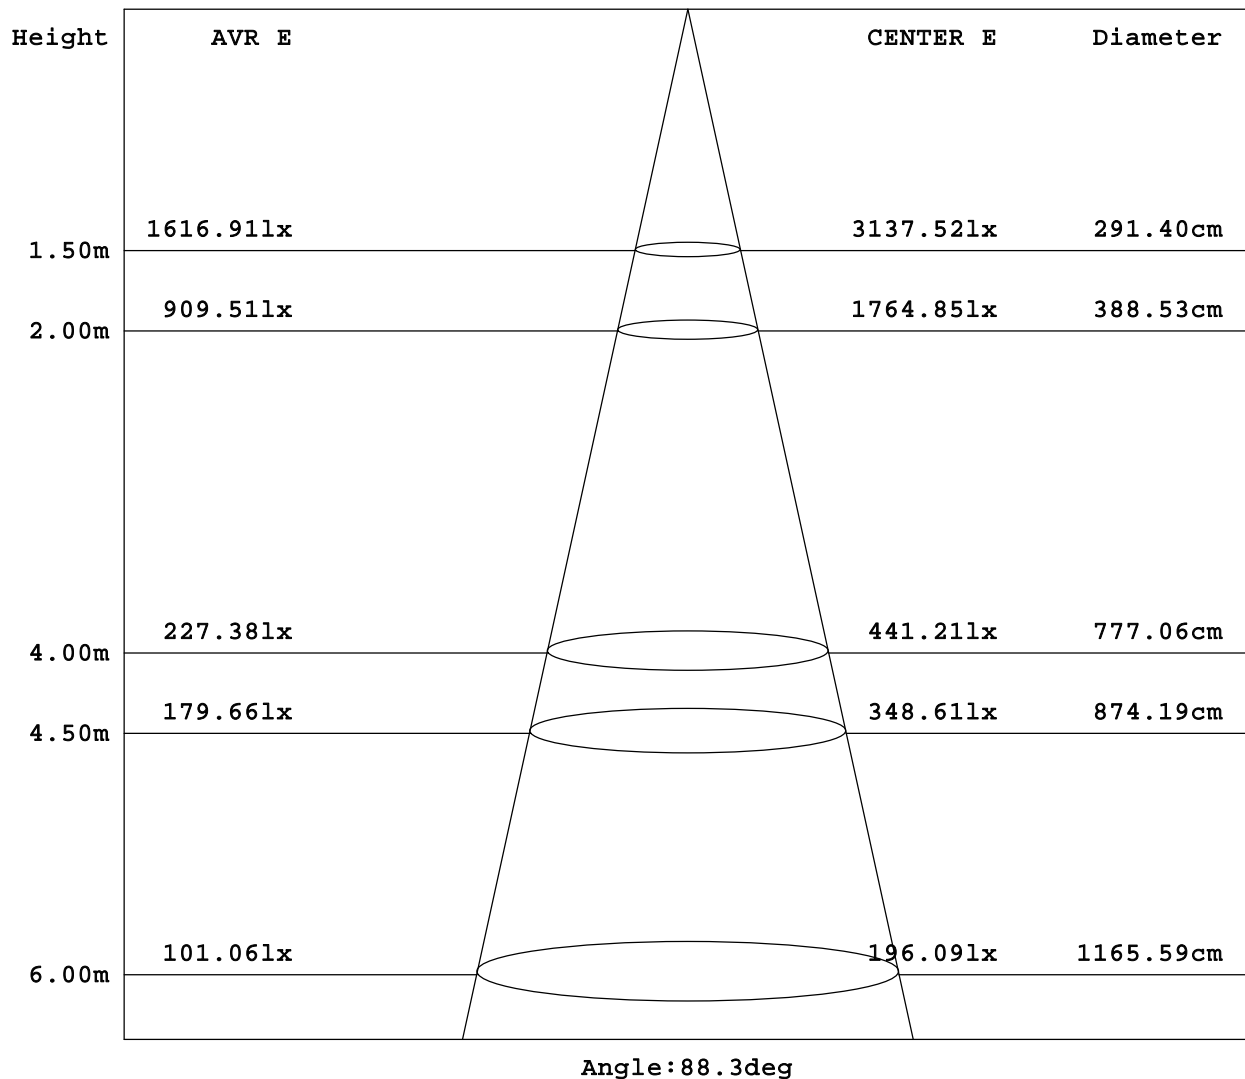 Height AVR E CENTER E Diameter
1616.91lx 3137.52lx 291.40cm
1.50m
909.51lx 1764.85lx 388.53cm
2.00m
227.38lx 441.21lx 777.06cm
4.00m
179.66lx 348.61lx 874.19cm
4.50m
101.06lx 196.09lx 1165.59cm
6.00m
Angle:88.3deg